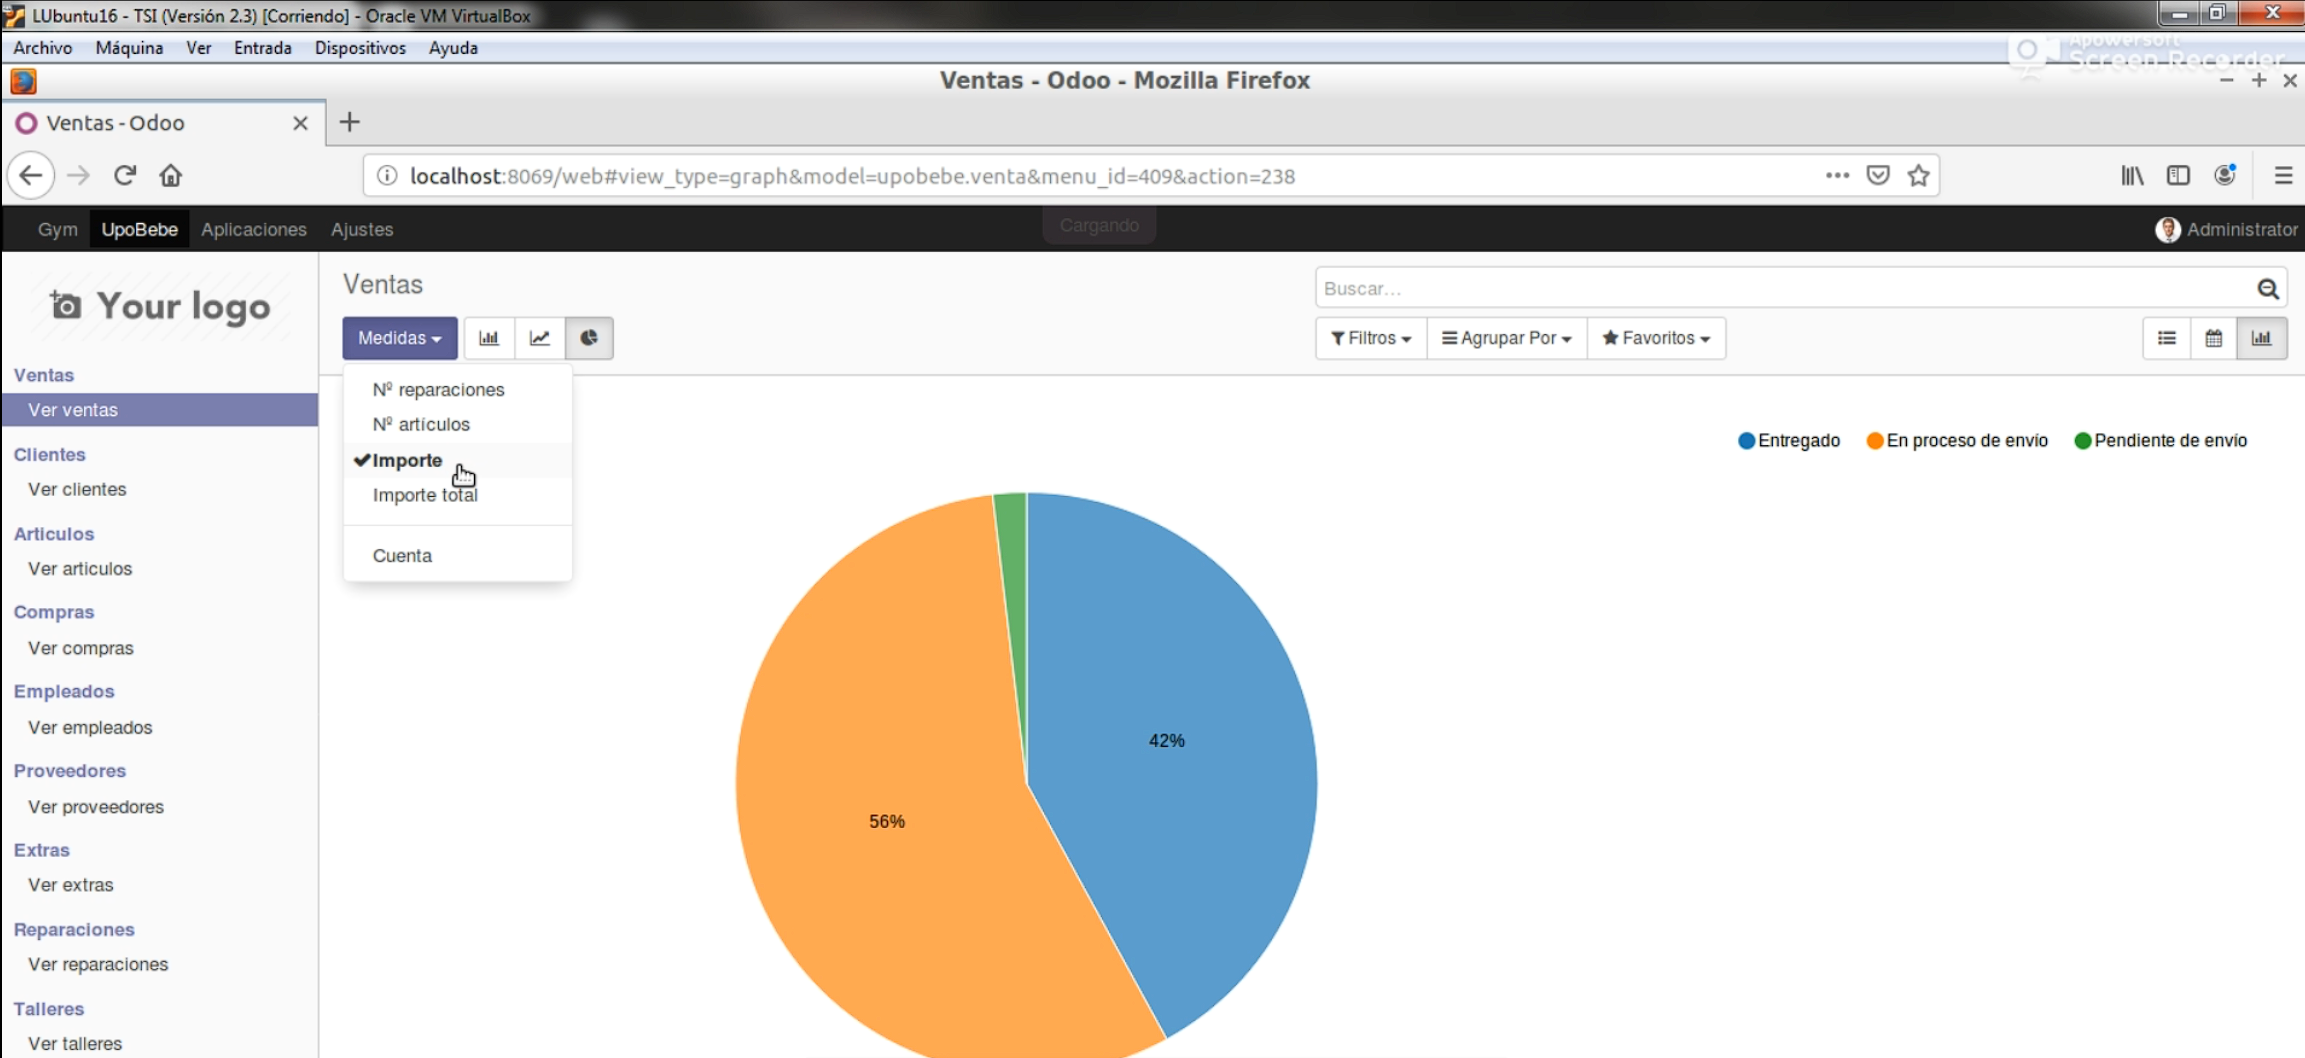 LUbuntu16 - TSI (Versión 2.3) [Corriendo] - Oracle VM VirtualBox
Archivo Máquina Ver Entrada Dispositivos Ayuda
Apowersoft
Screen Recorder
Ventas - Odoo - Mozilla Firefox
Ventas - Odoo
localhost:8069/web#view_type=graph&model=upobebe.venta&menu_id=409&action=238
Gym UpoBebe Aplicaciones Ajustes Cargando Administrator
Your logo
Ventas
Buscar...
Medidas
Filtros Agrupar Por Favoritos
Nº reparaciones
Nº artículos
Importe
Importe total
Cuenta
Ventas
Ver ventas
Clientes
Ver clientes
Articulos
Ver articulos
Compras
Ver compras
Empleados
Ver empleados
Proveedores
Ver proveedores
Extras
Ver extras
Reparaciones
Ver reparaciones
Talleres
Ver talleres
Entregado En proceso de envío Pendiente de envío
42%
56%